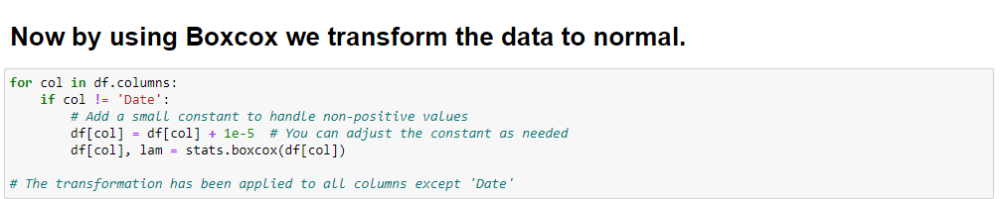 Now by using Boxcox we transform the data to normal.
for col in df.columns:
    if col != 'Date':
        # Add a small constant to handle non-positive values
        df[col] = df[col] + 1e-5  # You can adjust the constant as needed
        df[col], lam = stats.boxcox(df[col])
# The transformation has been applied to all columns except 'Date'